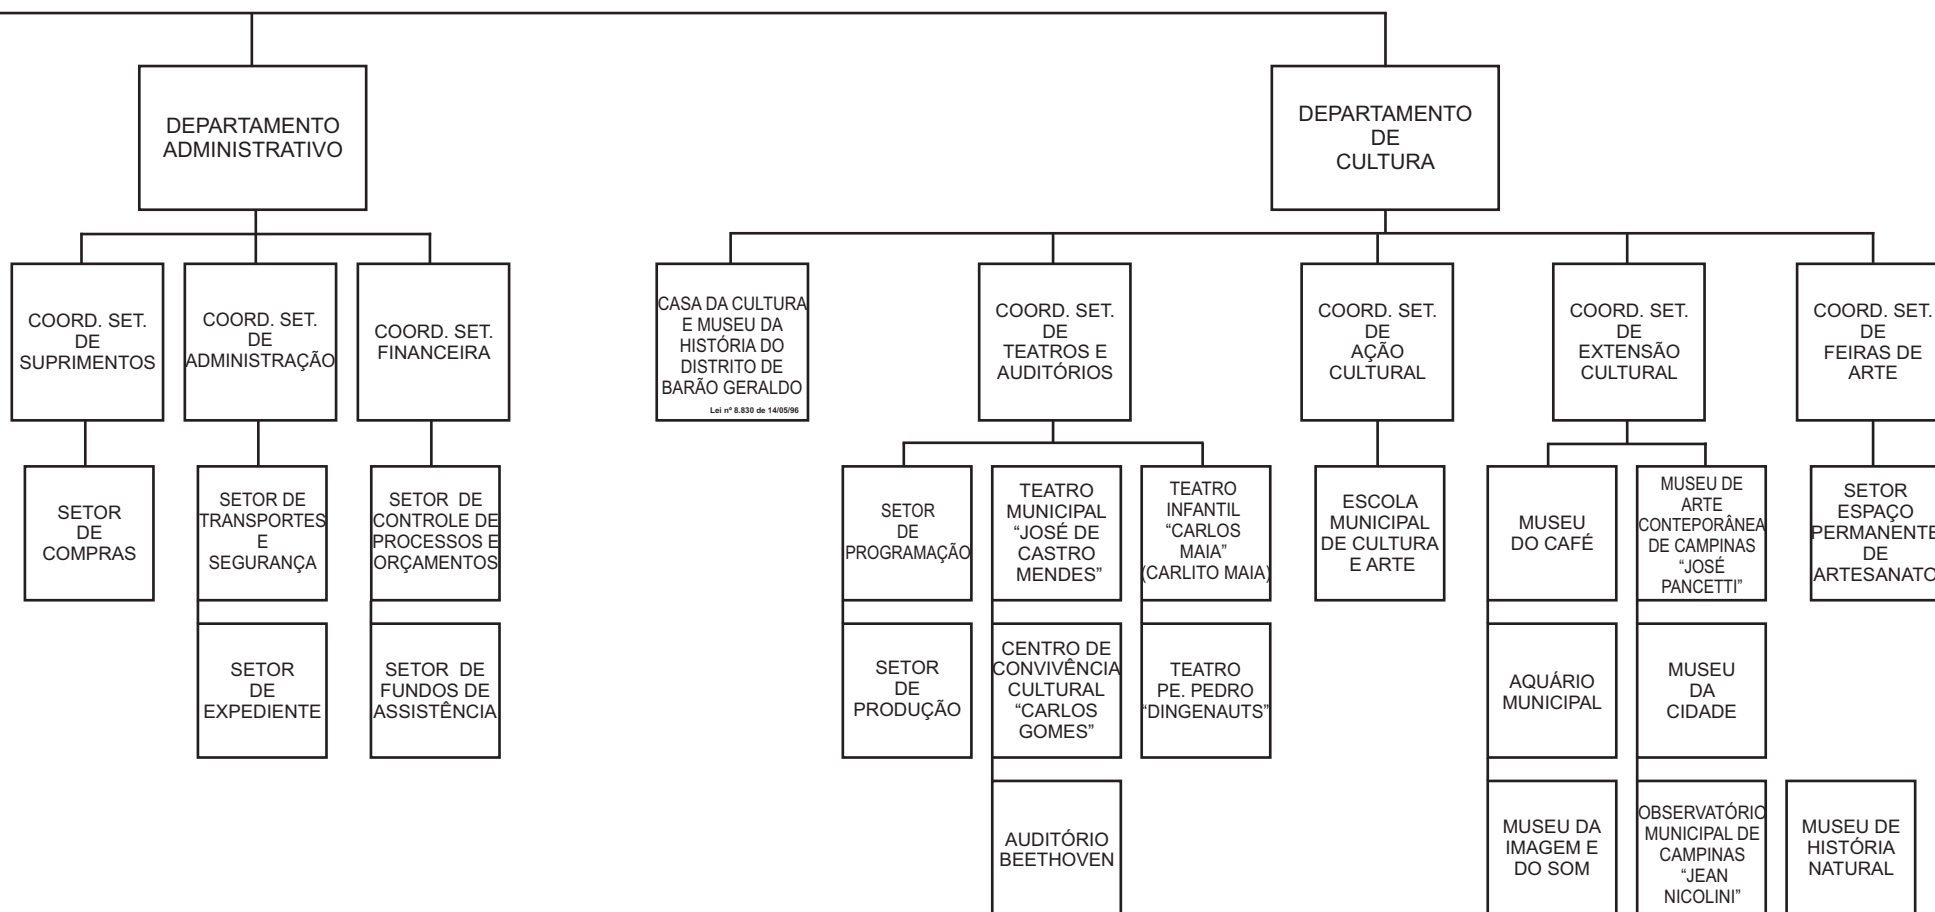 DEPARTAMENTO
ADMINISTRATIVO
DEPARTAMENTO
DE
CULTURA
COORD. SET.
DE
SUPRIMENTOS
COORD. SET.
DE
ADMINISTRAÇÃO
COORD. SET.
FINANCEIRA
CASA DA CULTURA
E MUSEU DA
HISTÓRIA DO
DISTRITO DE
BARÃO GERALDO
Lei nº 8.830 de 14/05/96
COORD. SET.
DE
TEATROS E
AUDITÓRIOS
COORD. SET.
DE
AÇÃO
CULTURAL
COORD. SET.
DE
EXTENSÃO
CULTURAL
COORD. SET.
DE
FEIRAS DE
ARTE
SETOR
DE
COMPRAS
SETOR DE
TRANSPORTES
E
SEGURANÇA
SETOR DE
CONTROLE DE
PROCESSOS E
ORÇAMENTOS
SETOR
DE
PROGRAMAÇÃO
TEATRO
MUNICIPAL
“JOSÉ DE
CASTRO
MENDES”
TEATRO
INFANTIL
“CARLOS
MAIA”
(CARLITO MAIA)
ESCOLA
MUNICIPAL
DE CULTURA
E ARTE
MUSEU
DO CAFÉ
MUSEU DE
ARTE
CONTEPORÂNEA
DE CAMPINAS
“JOSÉ
PANCETTI”
SETOR
ESPAÇO
PERMANENTE
DE
ARTESANATO
SETOR
DE
EXPEDIENTE
SETOR DE
FUNDOS DE
ASSISTÊNCIA
SETOR
DE
PRODUÇÃO
CENTRO DE
CONVIVÊNCIA
CULTURAL
“CARLOS
GOMES”
TEATRO
PE. PEDRO
“DINGENAUTS”
AQUÁRIO
MUNICIPAL
MUSEU
DA
CIDADE
AUDITÓRIO
BEETHOVEN
MUSEU DA
IMAGEM E
DO SOM
OBSERVATÓRIO
MUNICIPAL DE
CAMPINAS
“JEAN
NICOLINI”
MUSEU DE
HISTÓRIA
NATURAL